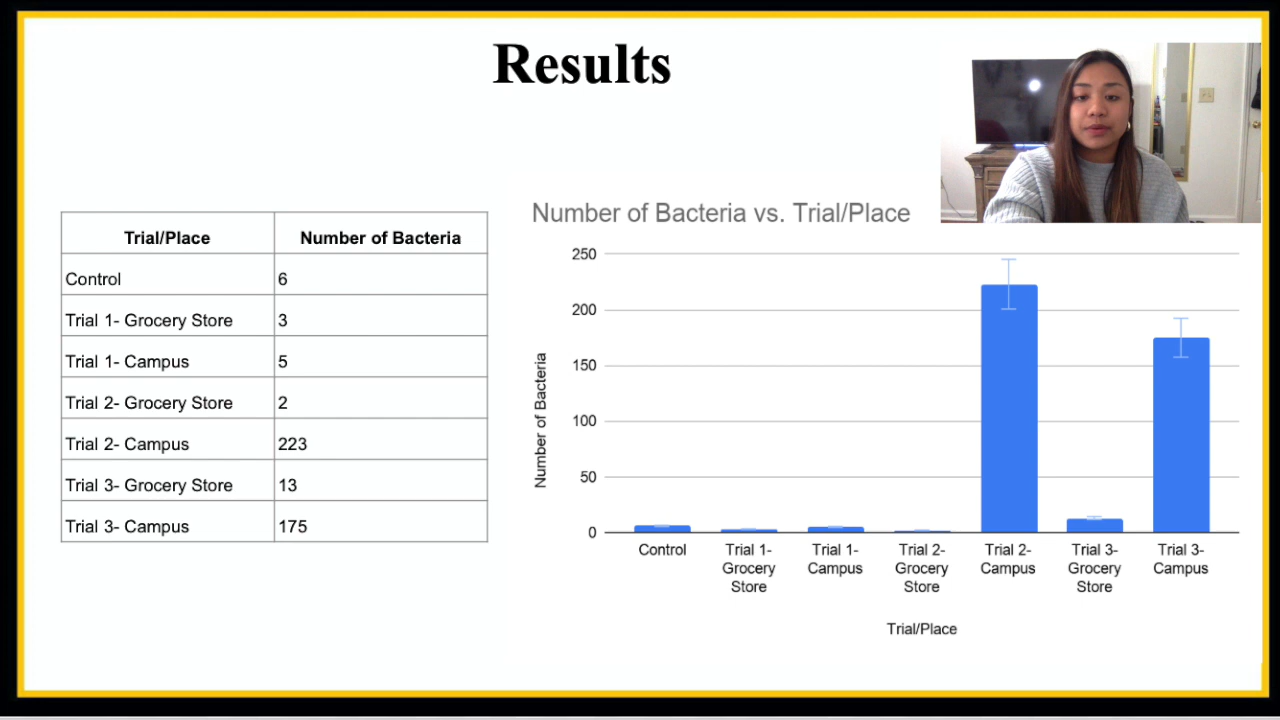 Results
Trial/Place Number of Bacteria
Control 6
Trial 1- Grocery Store 3
Trial 1- Campus 5
Trial 2- Grocery Store 2
Trial 2- Campus 223
Trial 3- Grocery Store 13
Trial 3- Campus 175
Number of Bacteria vs. Trial/Place
Number of Bacteria
250
200
150
100
50
0
Control
Trial 1-
Grocery
Store
Trial 1-
Campus
Trial 2-
Grocery
Store
Trial 2-
Campus
Trial 3-
Grocery
Store
Trial 3-
Campus
Trial/Place